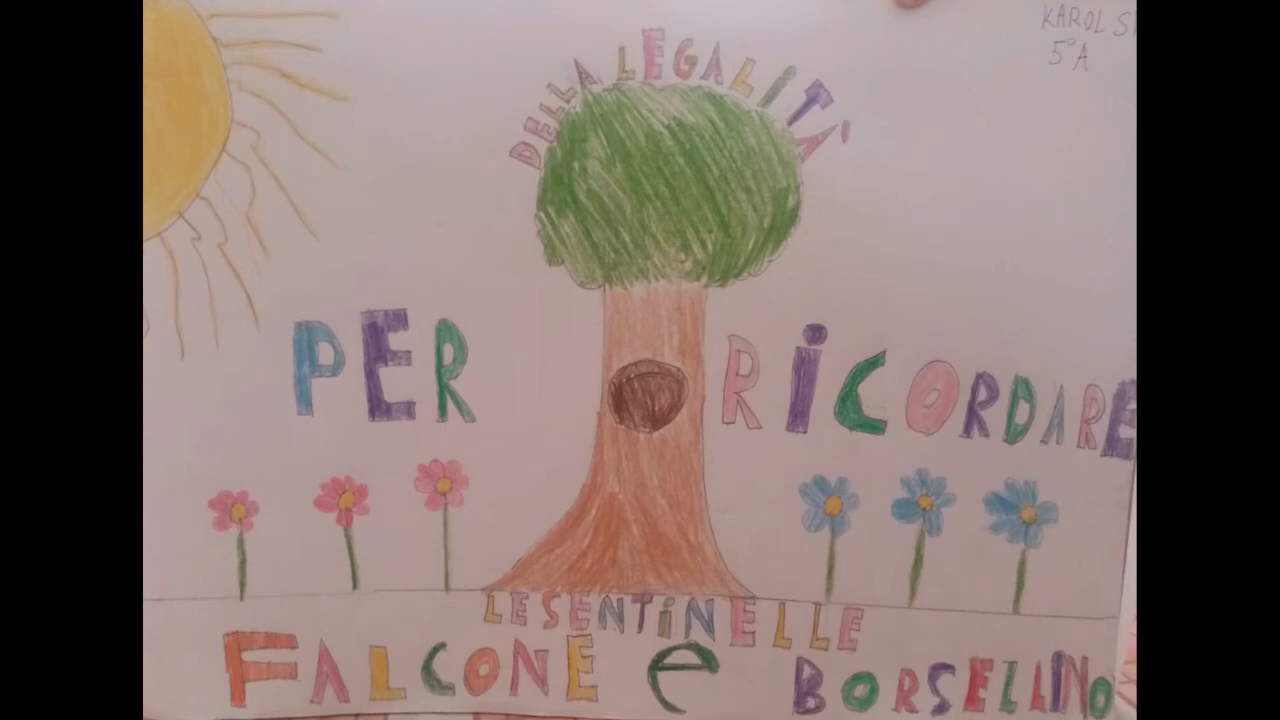 KAROL
5°A
DELLA LEGALITA'
PER RICORDARE
LE SENTINELLE
FALCONE e BORSELLINO